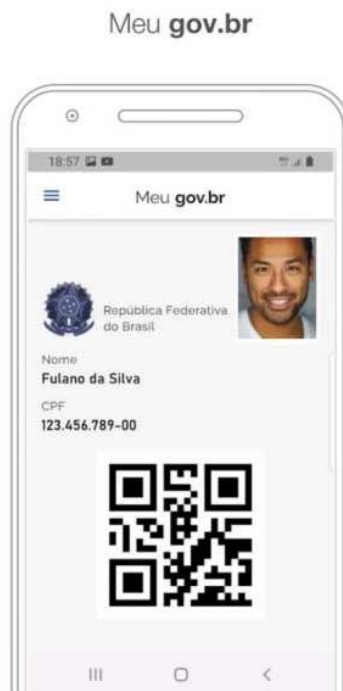 Meu gov.br
18:57
Meu gov.br
República Federativa
do Brasil
Nome
Fulano da Silva
CPF
123.456.789-00